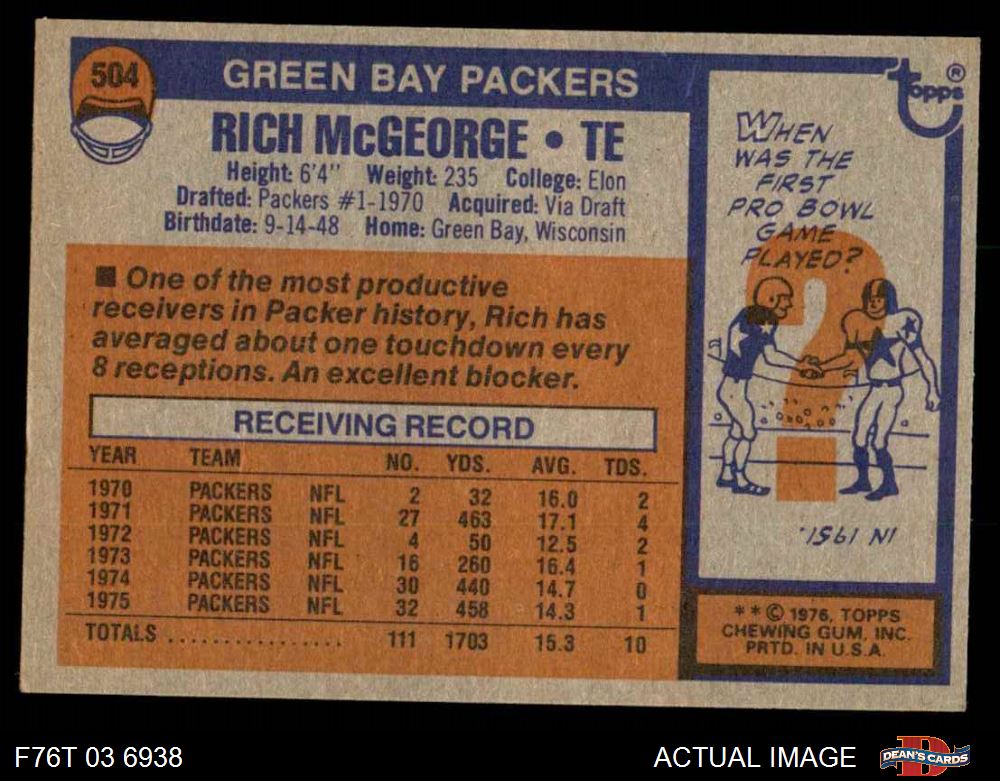 504
GREEN BAY PACKERS
RICH McGEORGE • TE
Height: 6'4" Weight: 235 College: Elon
Drafted: Packers #1-1970 Acquired: Via Draft
Birthdate: 9-14-48 Home: Green Bay, Wisconsin
■ One of the most productive
receivers in Packer history, Rich has
averaged about one touchdown every
8 receptions. An excellent blocker.
RECEIVING RECORD
YEAR TEAM NO. YDS. AVG. TDS.
1970 PACKERS NFL 2 32 16.0 2
1971 PACKERS NFL 27 463 17.1 4
1972 PACKERS NFL 4 50 12.5 2
1973 PACKERS NFL 16 260 16.4 1
1974 PACKERS NFL 30 440 14.7 0
1975 PACKERS NFL 32 458 14.3 1
TOTALS .................. 111 1703 15.3 10
topps ®
WHEN
WAS THE
FIRST
PRO BOWL
GAME
PLAYED?
?
IN 1951.
* * © 1976, TOPPS
CHEWING GUM, INC.
PRTD. IN U.S.A.
F76T 03 6938
ACTUAL IMAGE
D
DEAN'S CARDS